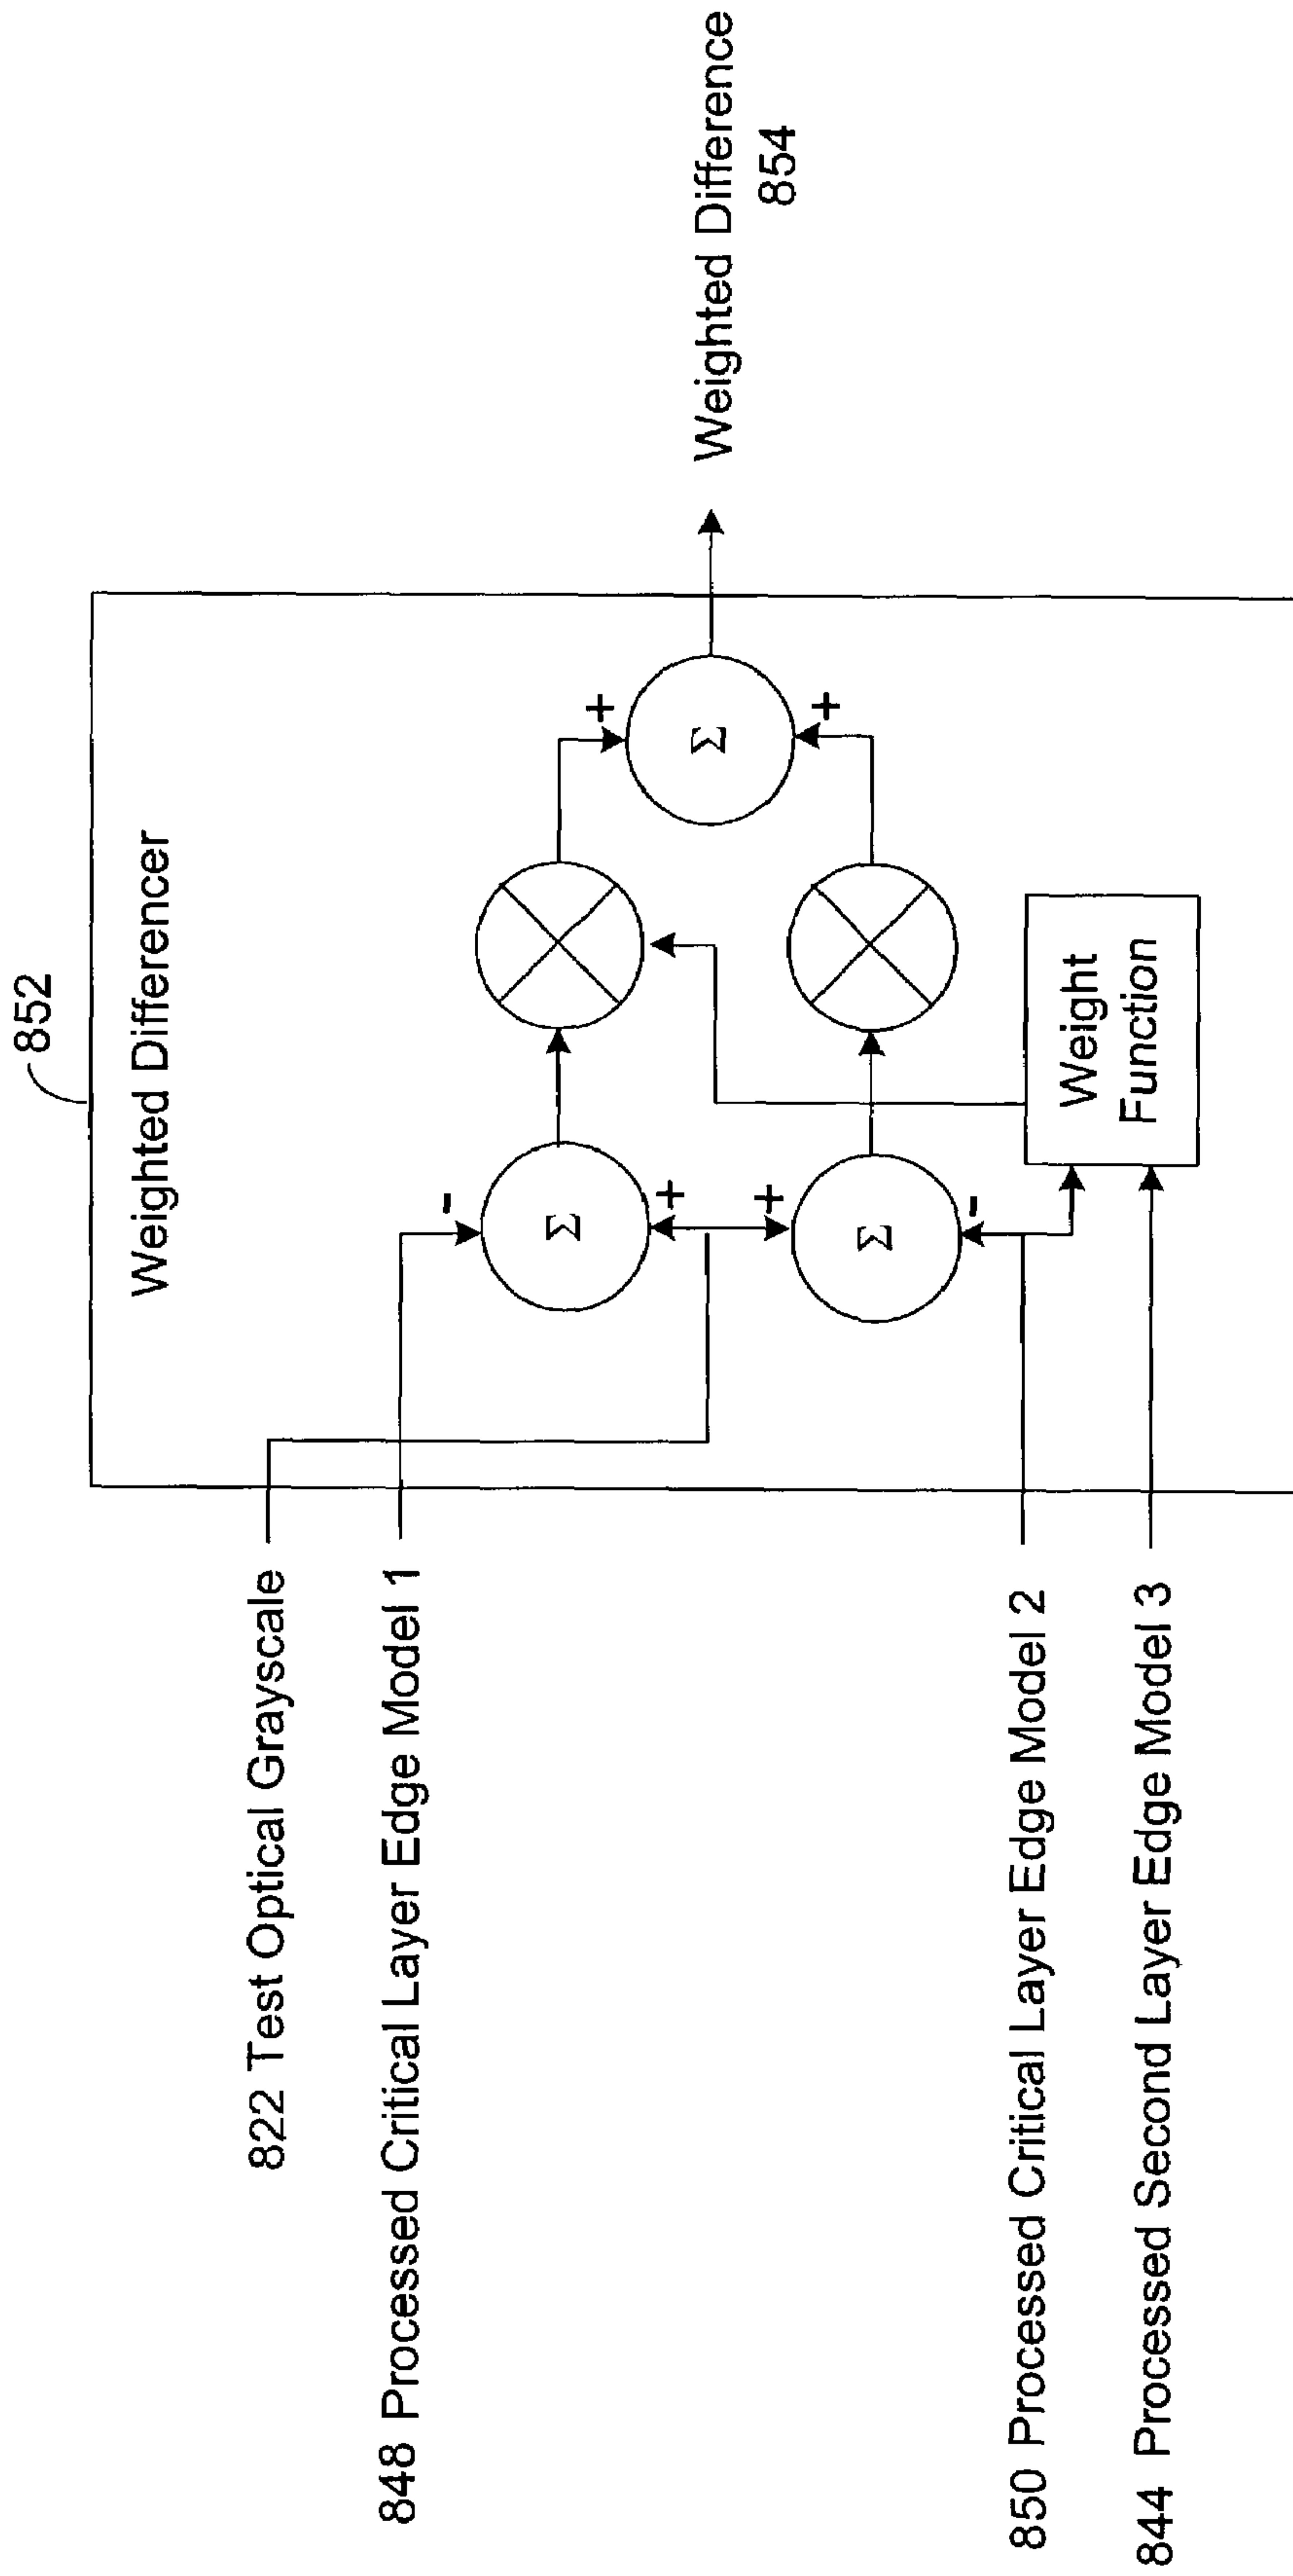 852
Weighted Differencer
822 Test Optical Grayscale
848 Processed Critical Layer Edge Model 1
-
Σ
+
+
Σ
-
+
Σ
+
Weighted Difference
854
850 Processed Critical Layer Edge Model 2
844 Processed Second Layer Edge Model 3
Weight
Function